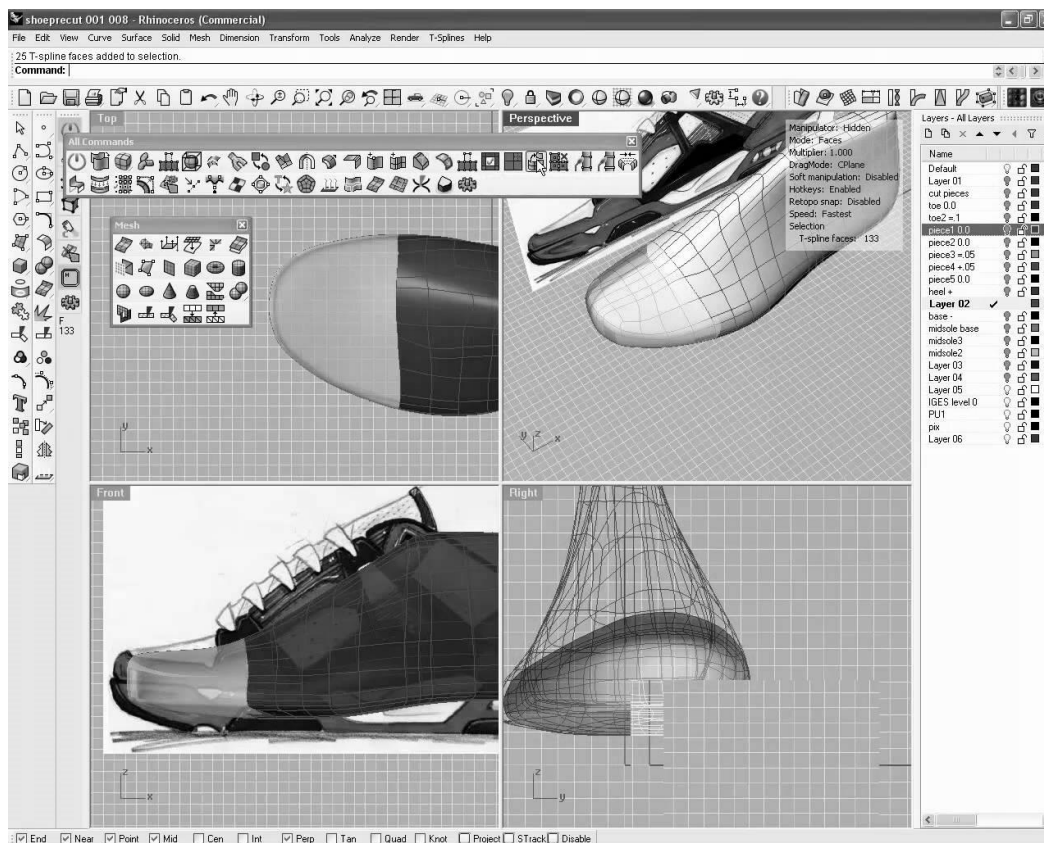 shoeprecut 001 008 - Rhinoceros (Commercial)
File Edit View Curve Surface Solid Mesh Dimension Transform Tools Analyze Render T-Splines Help
25 T-spline faces added to selection.
Command:
Top
All Commands
Mesh
F
133
Perspective
Manipulator: Hidden
Mode: Faces
Multiplier: 1.000
DragMode: CPlane
Soft manipulation: Disabled
Hotkeys: Enabled
Retopo snap: Disabled
Speed: Fastest
Selection
T-spline faces: 133
y
x
y z x
Front
z
x
Right
z
y
Layers - All Layers
Name
Default
Layer 01
cut pieces
toe 0.0
toe2 =.1
piece1 0.0
piece2 0.0
piece3 =.05
piece4 +.05
piece5 0.0
heel +
Layer 02
base -
midsole base
midsole3
midsole2
Layer 03
Layer 04
Layer 05
IGES level 0
PU1
pix
Layer 06
End Near Point Mid Cen Int Perp Tan Quad Knot Project STrack Disable